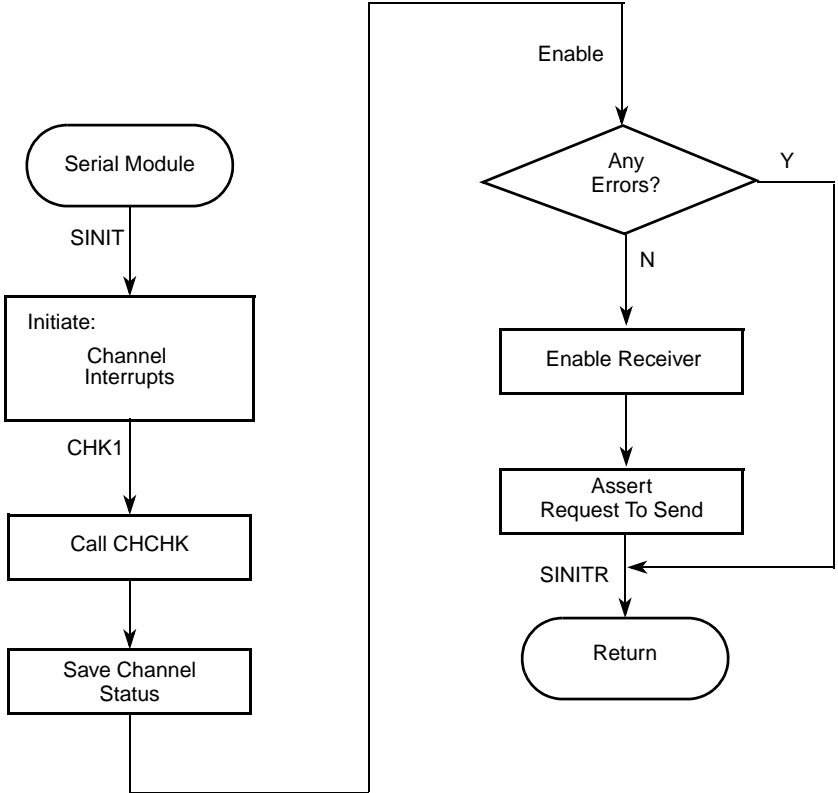 Serial Module
SINIT
Initiate:
Channel
Interrupts
CHK1
Call CHCHK
Save Channel
Status
Enable
Any
Errors?
Y
N
Enable Receiver
Assert
Request To Send
SINITR
Return